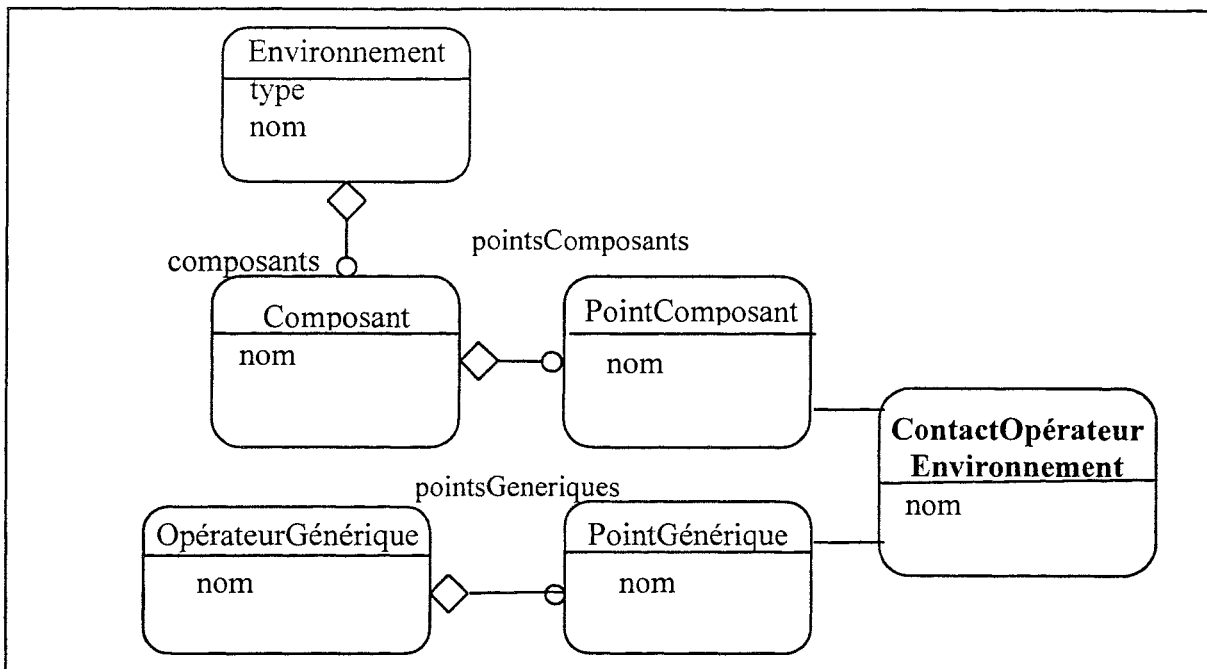 Environnement
type
nom
pointsComposants
composants
Composant
nom
PointComposant
nom
ContactOpérateur
Environnement
nom
pointsGeneriques
OpérateurGénérique
nom
PointGénérique
nom